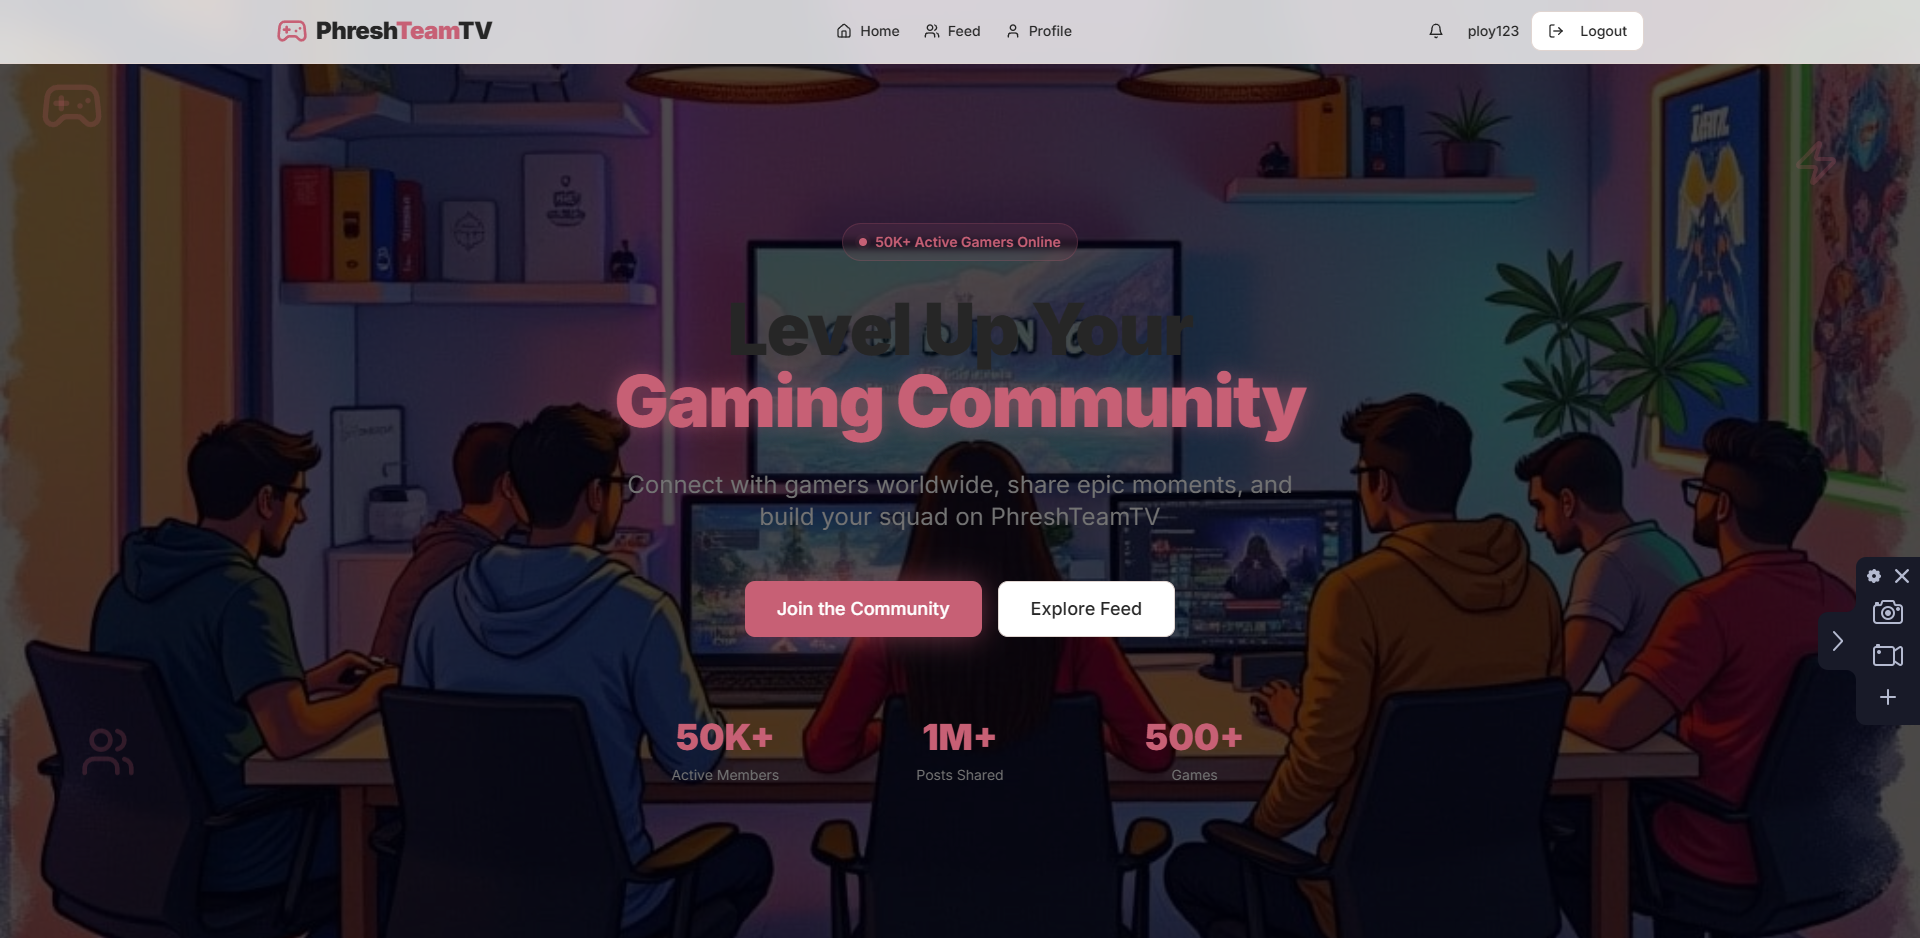 PhreshTeamTV
Home
Feed
Profile
ploy123
Logout
50K+ Active Gamers Online
Level Up Your
Gaming Community
Connect with gamers worldwide, share epic moments, and
build your squad on PhreshTeamTV
Join the Community
Explore Feed
50K+
1M+
500+
Active Members
Posts Shared
Games